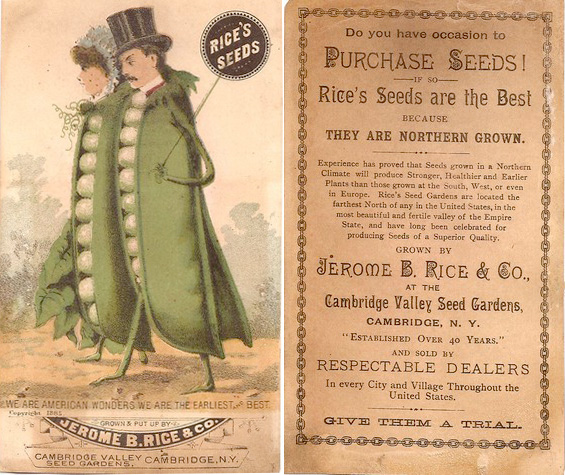 RICE'S
SEEDS
WE ARE AMERICAN WONDERS WE ARE THE EARLIEST AND BEST
Copyright 1885
GROWN & PUT UP BY
JEROME B. RICE & CO.
CAMBRIDGE VALLEY
SEED GARDENS,
CAMBRIDGE, N.Y.
Do you have occasion to
PURCHASE SEEDS!
IF SO
Rice's Seeds are the Best
BECAUSE
THEY ARE NORTHERN GROWN.
Experience has proved that Seeds grown in a Northern
Climate will produce Stronger, Healthier and Earlier
Plants than those grown at the South, West, or even
in Europe. Rice's Seed Gardens are located the
farthest North of any in the United States, in the
most beautiful and fertile valley of the Empire
State, and have long been celebrated for
producing Seeds of a Superior Quality.
GROWN BY
JEROME B. RICE & CO.,
AT THE
Cambridge Valley Seed Gardens,
CAMBRIDGE, N. Y.
"ESTABLISHED OVER 40 YEARS."
AND SOLD BY
RESPECTABLE DEALERS
In every City and Village Throughout the
United States.
GIVE THEM A TRIAL.